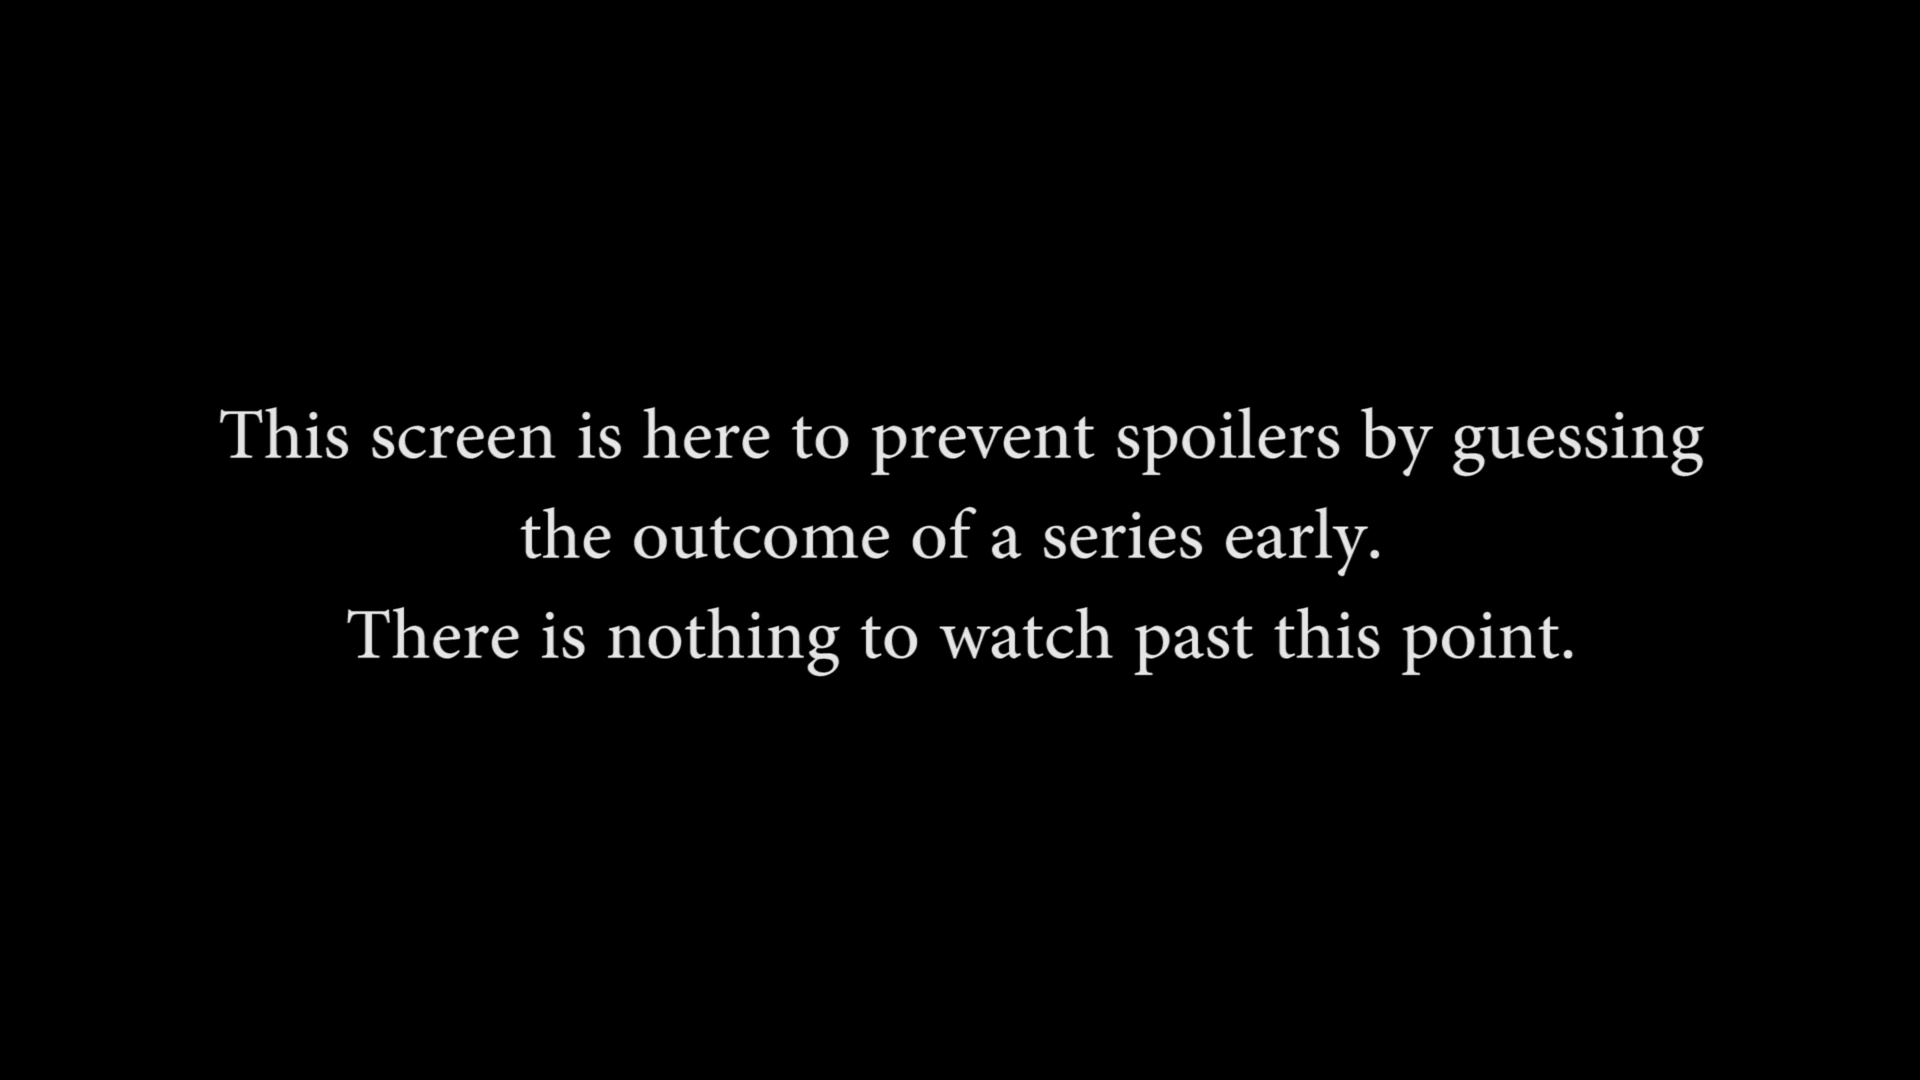 This screen is here to prevent spoilers by guessing
the outcome of a series early.
There is nothing to watch past this point.